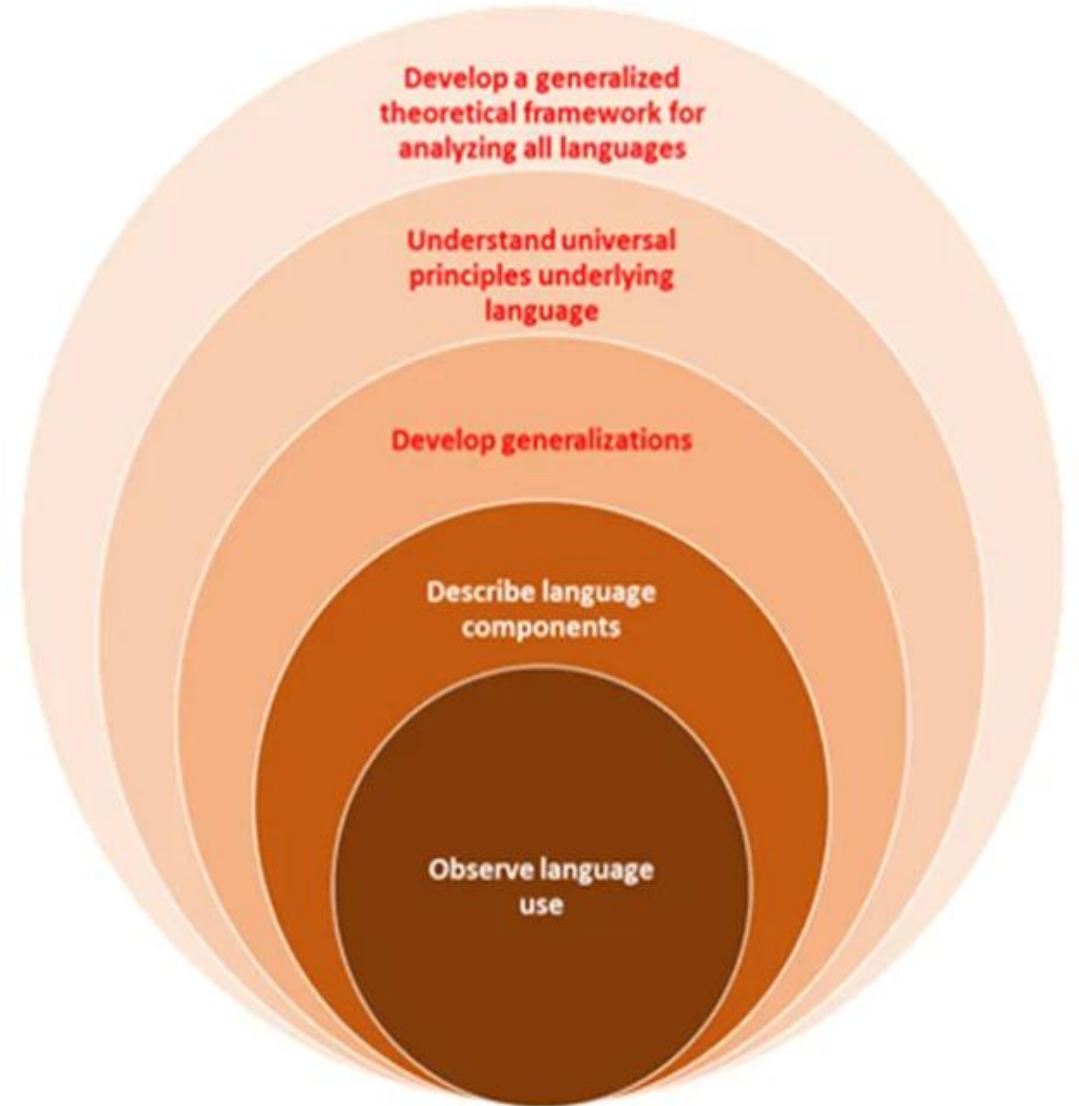 Develop a generalized
theoretical framework for
analyzing all languages
Understand universal
principles underlying
language
Develop generalizations
Describe language
components
Observe language
use